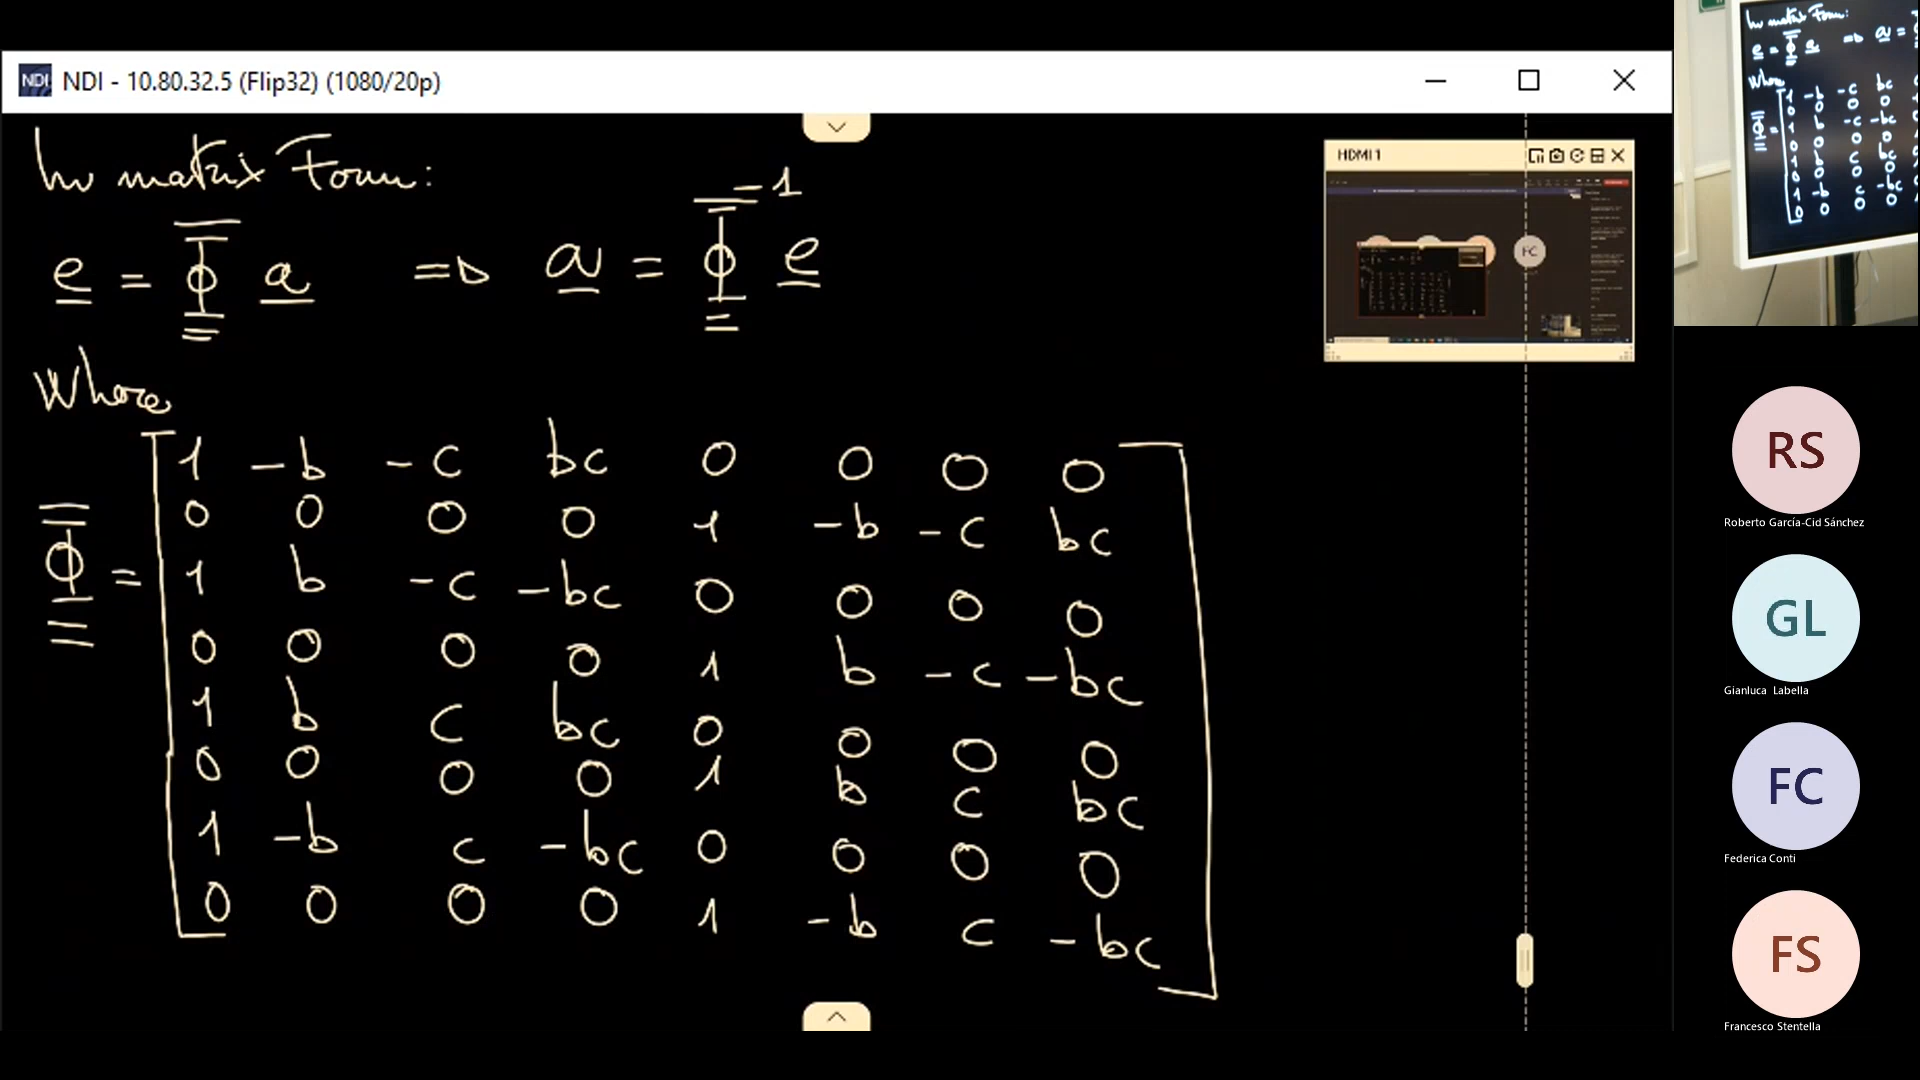 NDI - 10.80.32.5 (Flip32) (1080/20p)
In matrix Form:
e = Φ a => a = Φ -1 e
Where
Φ =
1 -b -c bc 0 0 0 0
0 0 0 0 1 -b -c bc
1 b -c -bc 0 0 0 0
0 0 0 0 1 b -c -bc
1 b c bc 0 0 0 0
0 0 0 0 1 b c bc
1 -b c -bc 0 0 0 0
0 0 0 0 1 -b c -bc
HDMI 1
FC
RS
Roberto García-Cid Sánchez
GL
Gianluca Labella
FC
Federica Conti
FS
Francesco Stentella